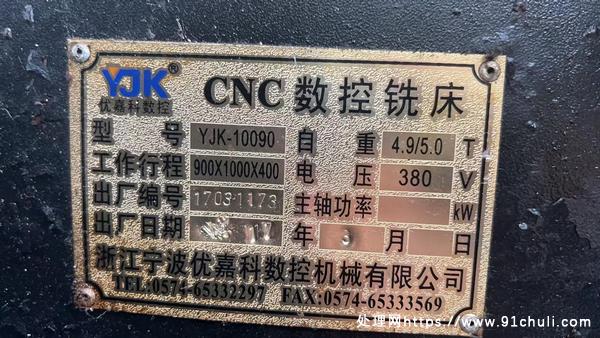 YJK®
优嘉科数控
CNC 数控铣床
型号 YJK-10090 自重 4.9/5.0 T
工作行程 900X1000X400 电压 380 V
出厂编号 17031173 主轴功率 kW
出厂日期 年 3 月 日
浙江宁波优嘉科数控机械有限公司
TEL:0574-65332297 FAX:0574-65333569
处理网https://www.91chuli.com